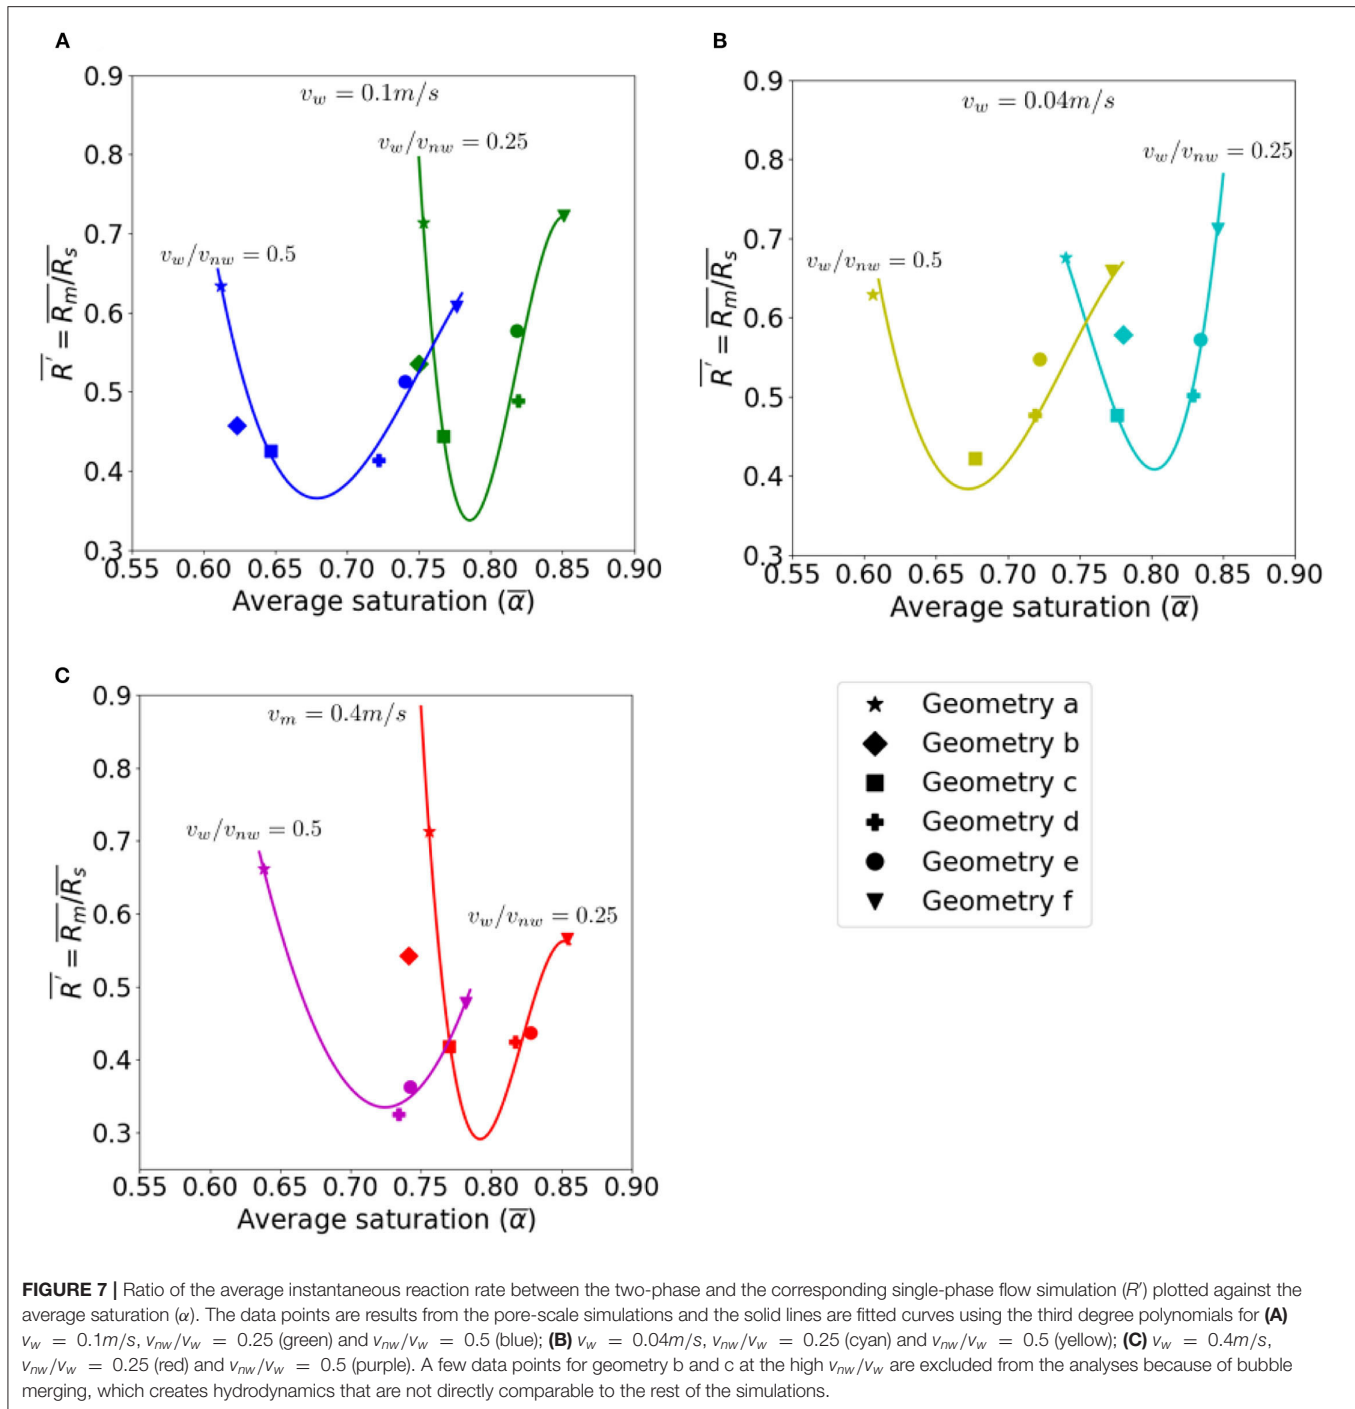 A
0.9
0.8
0.7
0.6
0.5
0.4
0.3
0.55 0.60 0.65 0.70 0.75 0.80 0.85 0.90
v_w = 0.1m/s
v_w/v_nw = 0.25
v_w/v_nw = 0.5
R̅′ = R̅_m/R̅_s
Average saturation (α̅)
B
0.9
0.8
0.7
0.6
0.5
0.4
0.3
0.55 0.60 0.65 0.70 0.75 0.80 0.85 0.90
v_w = 0.04m/s
v_w/v_nw = 0.25
v_w/v_nw = 0.5
R̅′ = R̅_m/R̅_s
Average saturation (α̅)
C
0.9
0.8
0.7
0.6
0.5
0.4
0.3
0.55 0.60 0.65 0.70 0.75 0.80 0.85 0.90
v_m = 0.4m/s
v_w/v_nw = 0.5
v_w/v_nw = 0.25
R̅′ = R̅_m/R̅_s
Average saturation (α̅)
Geometry a
Geometry b
Geometry c
Geometry d
Geometry e
Geometry f
FIGURE 7 | Ratio of the average instantaneous reaction rate between the two-phase and the corresponding single-phase flow simulation (R′) plotted against the
average saturation (α). The data points are results from the pore-scale simulations and the solid lines are fitted curves using the third degree polynomials for (A)
v_w = 0.1m/s, v_nw/v_w = 0.25 (green) and v_nw/v_w = 0.5 (blue); (B) v_w = 0.04m/s, v_nw/v_w = 0.25 (cyan) and v_nw/v_w = 0.5 (yellow); (C) v_w = 0.4m/s,
v_nw/v_w = 0.25 (red) and v_nw/v_w = 0.5 (purple). A few data points for geometry b and c at the high v_nw/v_w are excluded from the analyses because of bubble
merging, which creates hydrodynamics that are not directly comparable to the rest of the simulations.